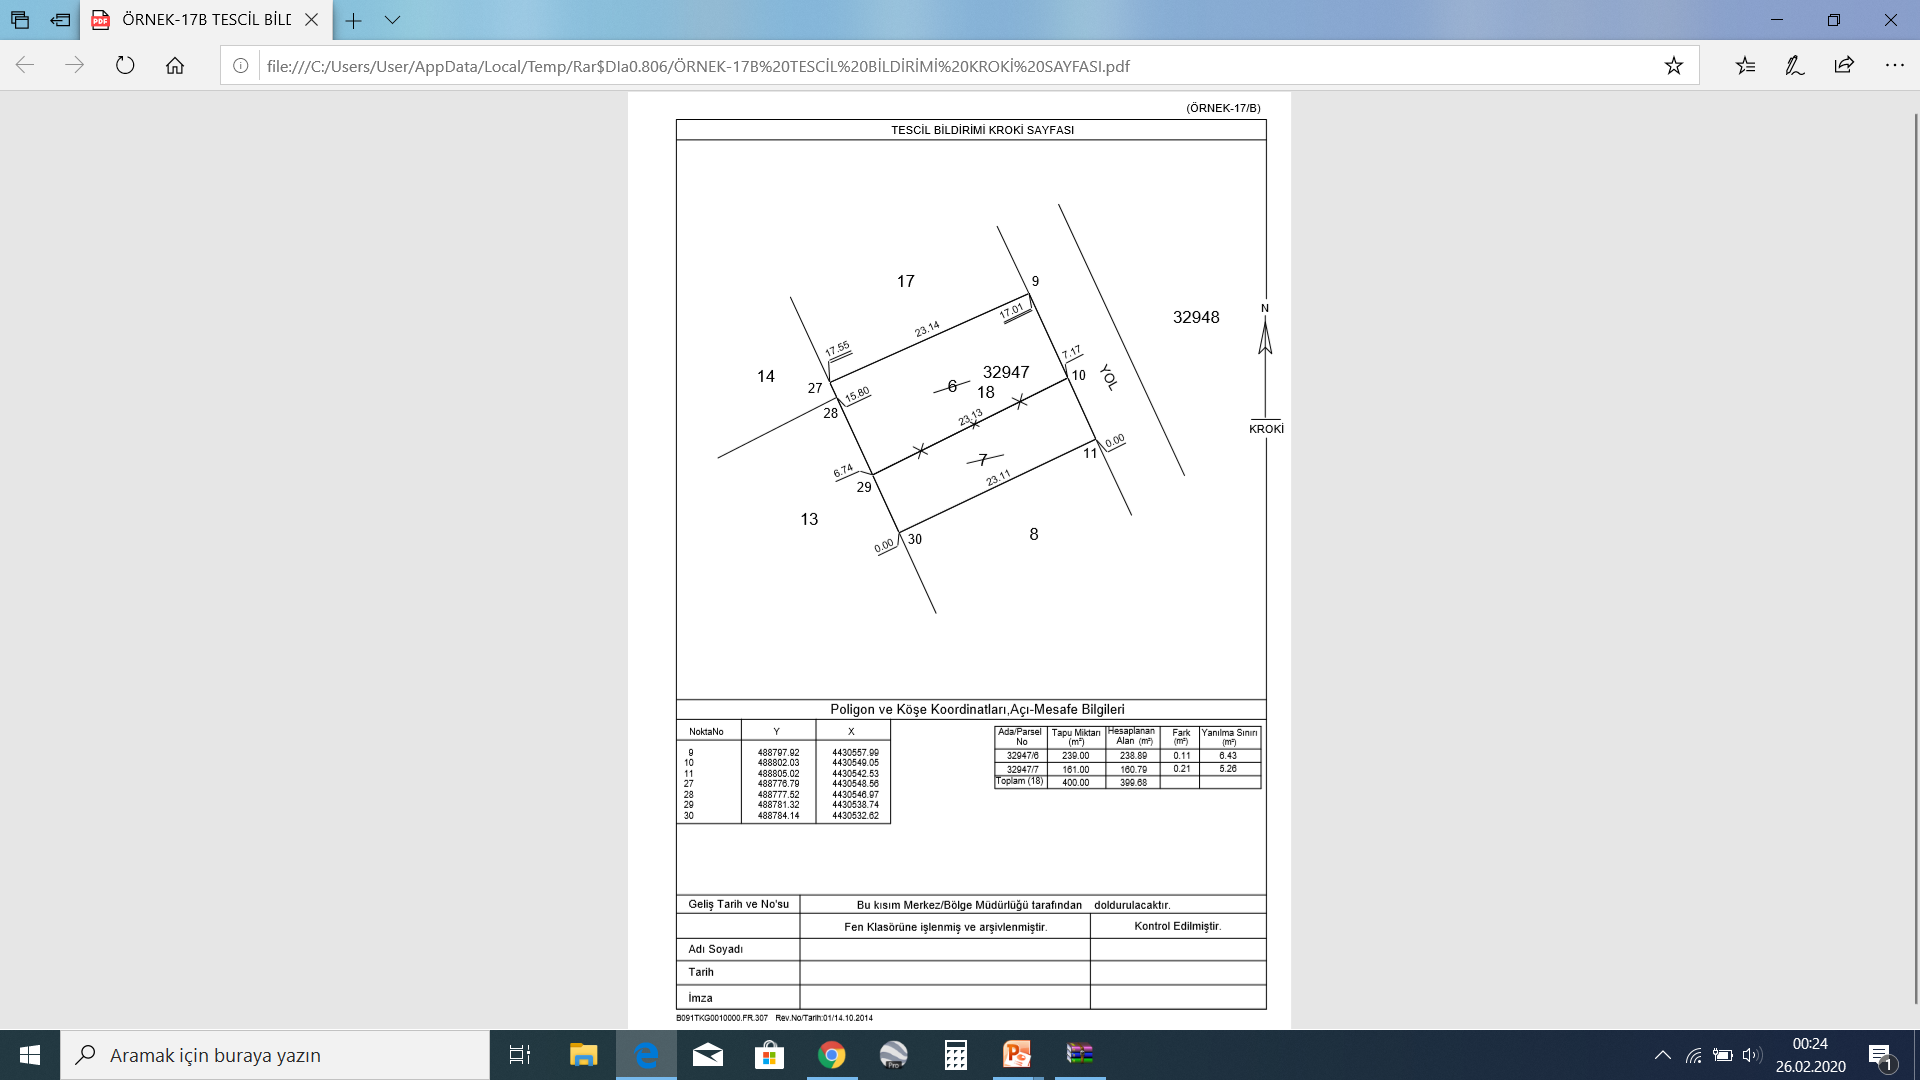 ÖRNEK-17B TESCİL BİLD
file:///C:/Users/User/AppData/Local/Temp/Rar$DIa0.806/ÖRNEK-17B%20TESCİL%20BİLDİRİMİ%20KROKİ%20SAYFASI.pdf
(ÖRNEK-17/B)
TESCİL BİLDİRİMİ KROKİ SAYFASI
17
9
17.01
23.14
32948
N
17.55
7.17
14
27
6
32947
10
YOL
15.80
18
28
23.13
KROKİ
0.00
11
7
6.74
23.11
29
13
8
30
0.00
Poligon ve Köşe Koordinatları,Açı-Mesafe Bilgileri
NoktaNo Y X
9 488797.92 4430557.99
10 488802.03 4430549.05
11 488805.02 4430542.53
27 488776.79 4430548.56
28 488777.52 4430546.97
29 488781.32 4430538.74
30 488784.14 4430532.62
Ada/Parsel No Tapu Miktarı (m²) Hesaplanan Alan (m²) Fark (m²) Yanılma Sınırı (m²)
32947/6 239.00 238.89 0.11 6.43
32947/7 161.00 160.79 0.21 5.26
Toplam (18) 400.00 399.68
Geliş Tarih ve No'su Bu kısım Merkez/Bölge Müdürlüğü tarafından doldurulacaktır.
Fen Klasörüne işlenmiş ve arşivlenmiştir. Kontrol Edilmiştir.
Adı Soyadı
Tarih
İmza
B091TKG0010000.FR.307 Rev.No/Tarih:01/14.10.2014
Aramak için buraya yazın
Pro
00:24
26.02.2020
1